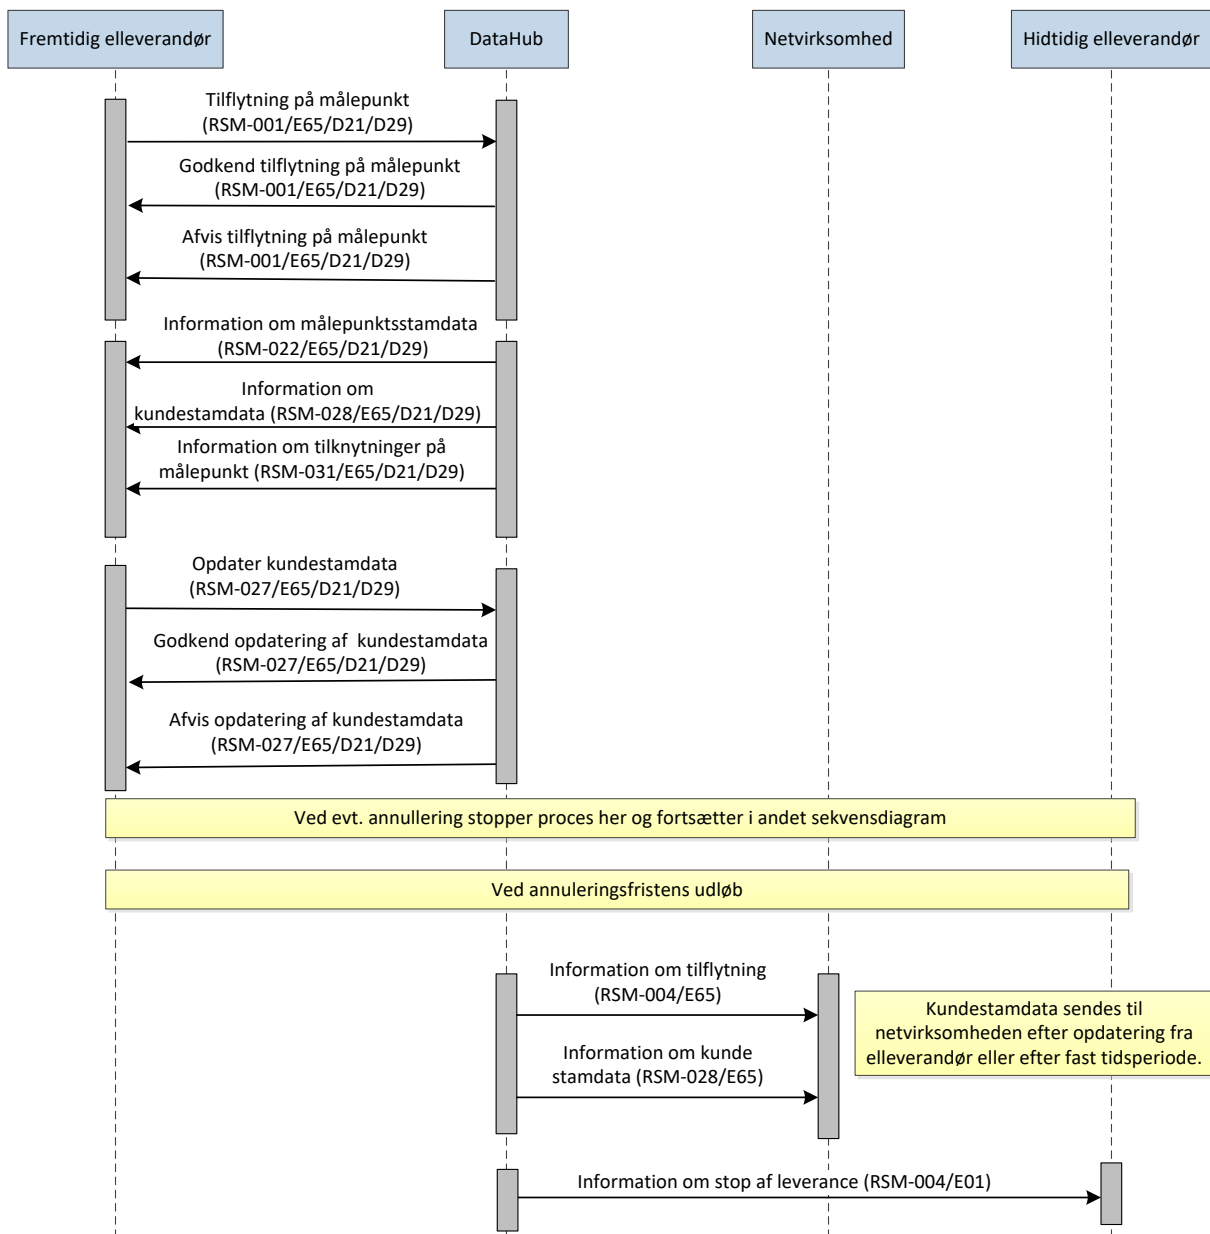 Fremtidig elleverandør
DataHub
Netvirksomhed
Hidtidig elleverandør
Tilflytning på målepunkt
(RSM-001/E65/D21/D29)
Godkend tilflytning på målepunkt
(RSM-001/E65/D21/D29)
Afvis tilflytning på målepunkt
(RSM-001/E65/D21/D29)
Information om målepunktsstamdata
(RSM-022/E65/D21/D29)
Information om
kundestamdata (RSM-028/E65/D21/D29)
Information om tilknytninger på
målepunkt (RSM-031/E65/D21/D29)
Opdater kundestamdata
(RSM-027/E65/D21/D29)
Godkend opdatering af  kundestamdata
(RSM-027/E65/D21/D29)
Afvis opdatering af kundestamdata
(RSM-027/E65/D21/D29)
Ved evt. annullering stopper proces her og fortsætter i andet sekvensdiagram
Ved annuleringsfristens udløb
Information om tilflytning
(RSM-004/E65)
Kundestamdata sendes til
netvirksomheden efter opdatering fra
elleverandør eller efter fast tidsperiode.
Information om kunde
stamdata (RSM-028/E65)
Information om stop af leverance (RSM-004/E01)